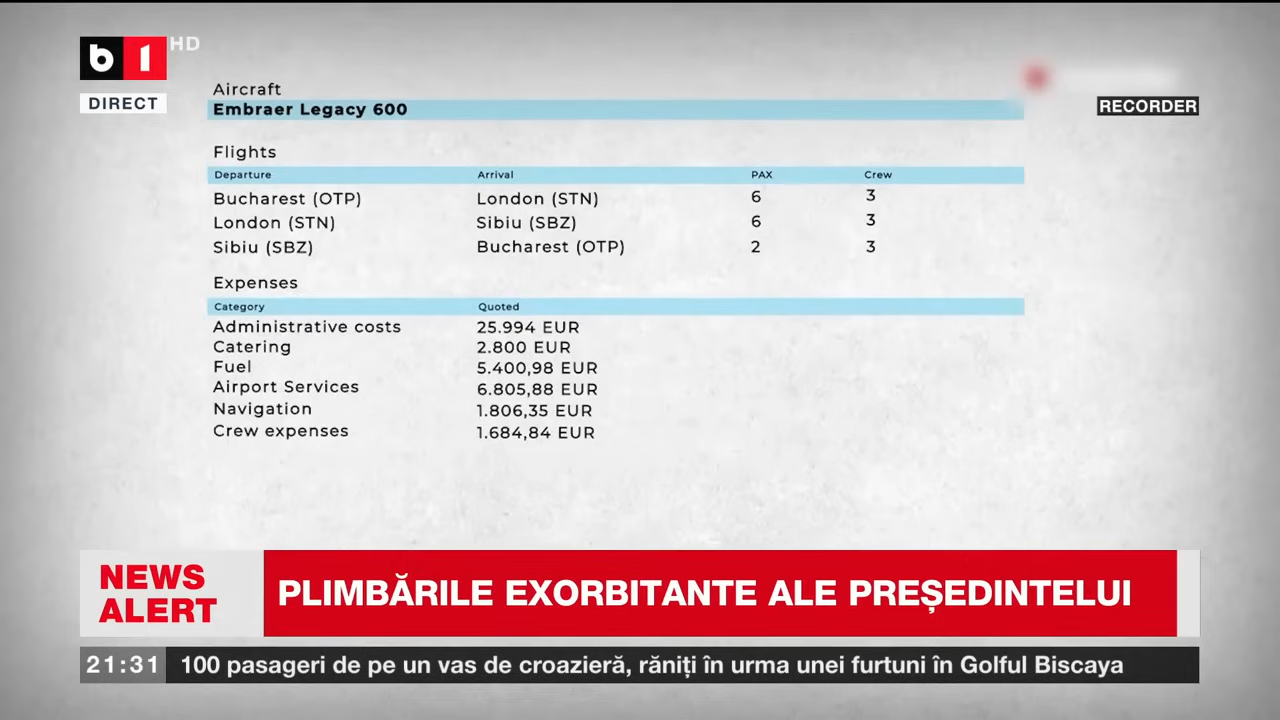 b1 HD
DIRECT
RECORDER
Aircraft
Embraer Legacy 600
Flights
Departure Arrival PAX Crew
Bucharest (OTP) London (STN) 6 3
London (STN) Sibiu (SBZ) 6 3
Sibiu (SBZ) Bucharest (OTP) 2 3
Expenses
Category Quoted
Administrative costs 25.994 EUR
Catering 2.800 EUR
Fuel 5.400,98 EUR
Airport Services 6.805,88 EUR
Navigation 1.806,35 EUR
Crew expenses 1.684,84 EUR
NEWS
ALERT
PLIMBĂRILE EXORBITANTE ALE PREȘEDINTELUI
21:31 100 pasageri de pe un vas de croazieră, răniți în urma unei furtuni în Golful Biscaya